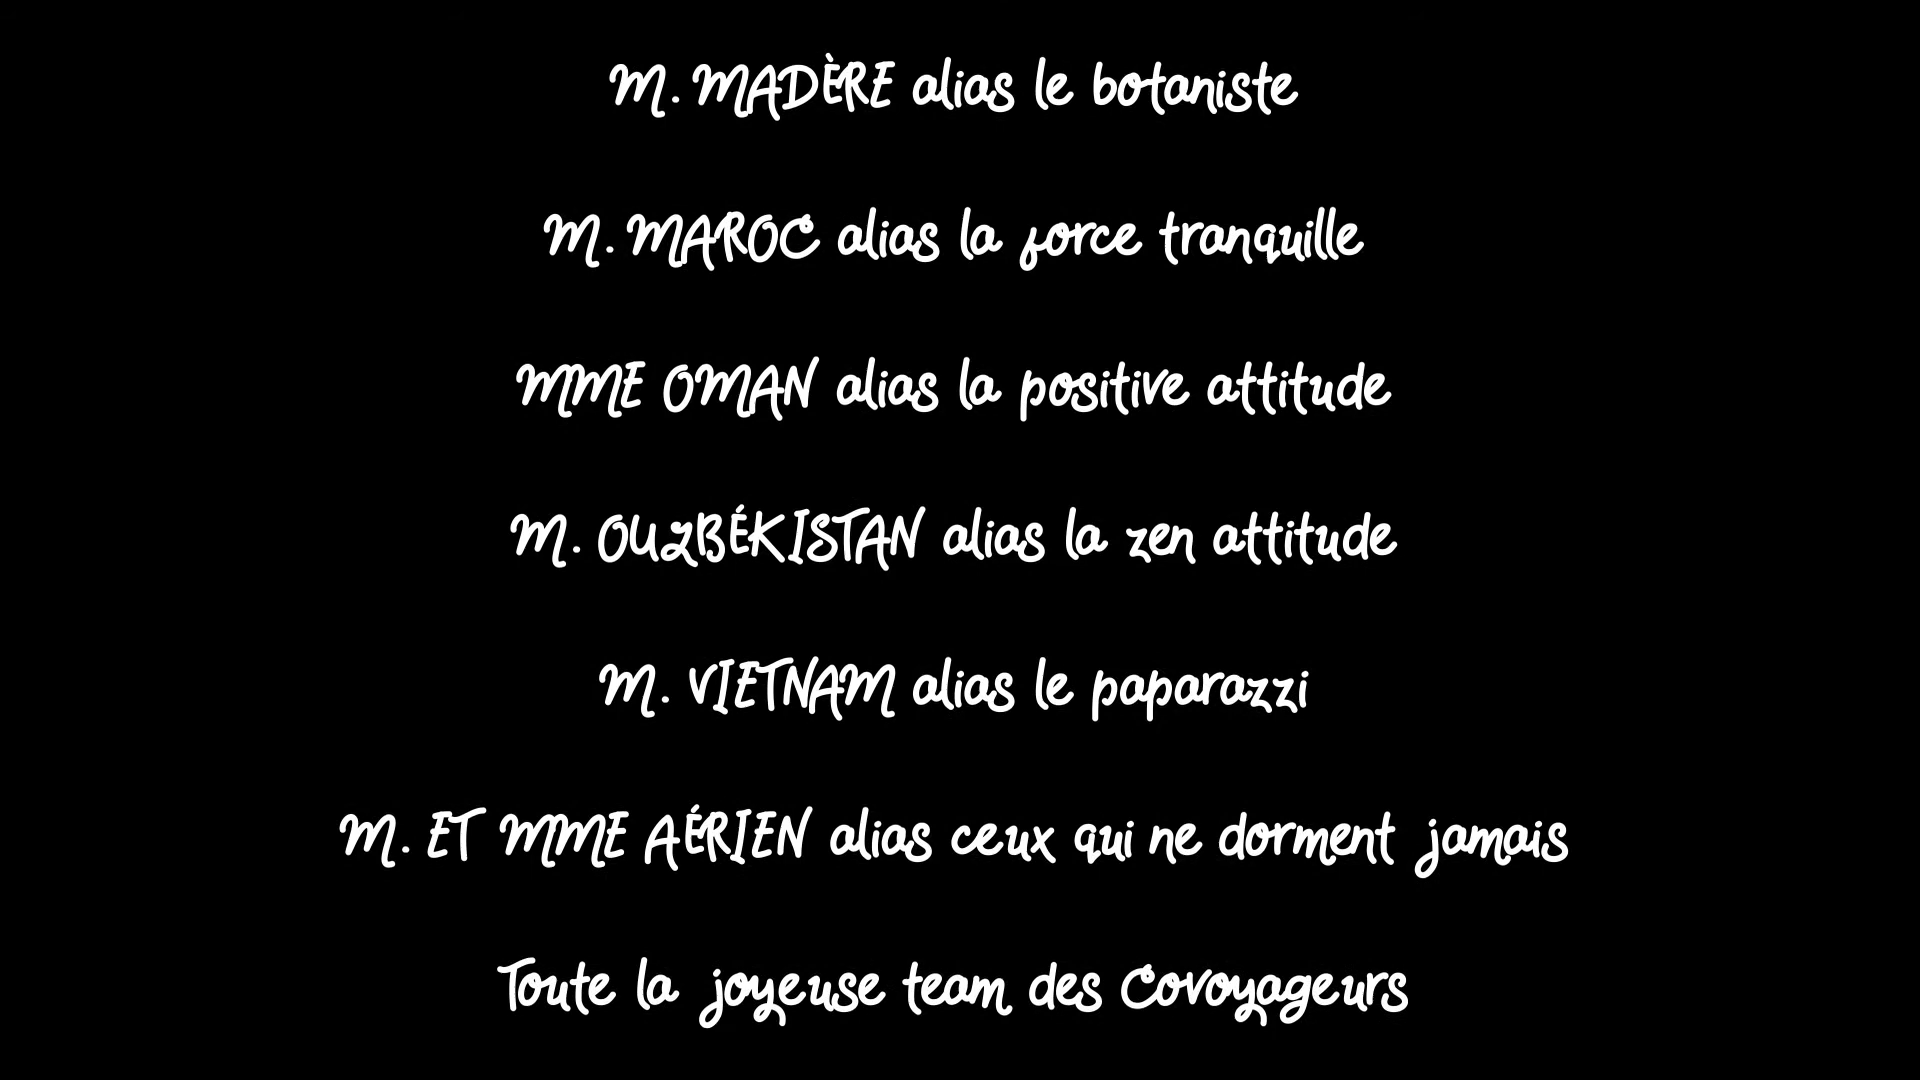 M. MADÈRE alias le botaniste
M. MAROC alias la force tranquille
MME OMAN alias la positive attitude
M. OUZBÉKISTAN alias la zen attitude
M. VIETNAM alias le paparazzi
M. ET MME AÉRIEN alias ceux qui ne dorment jamais
Toute la joyeuse team des Covoyageurs